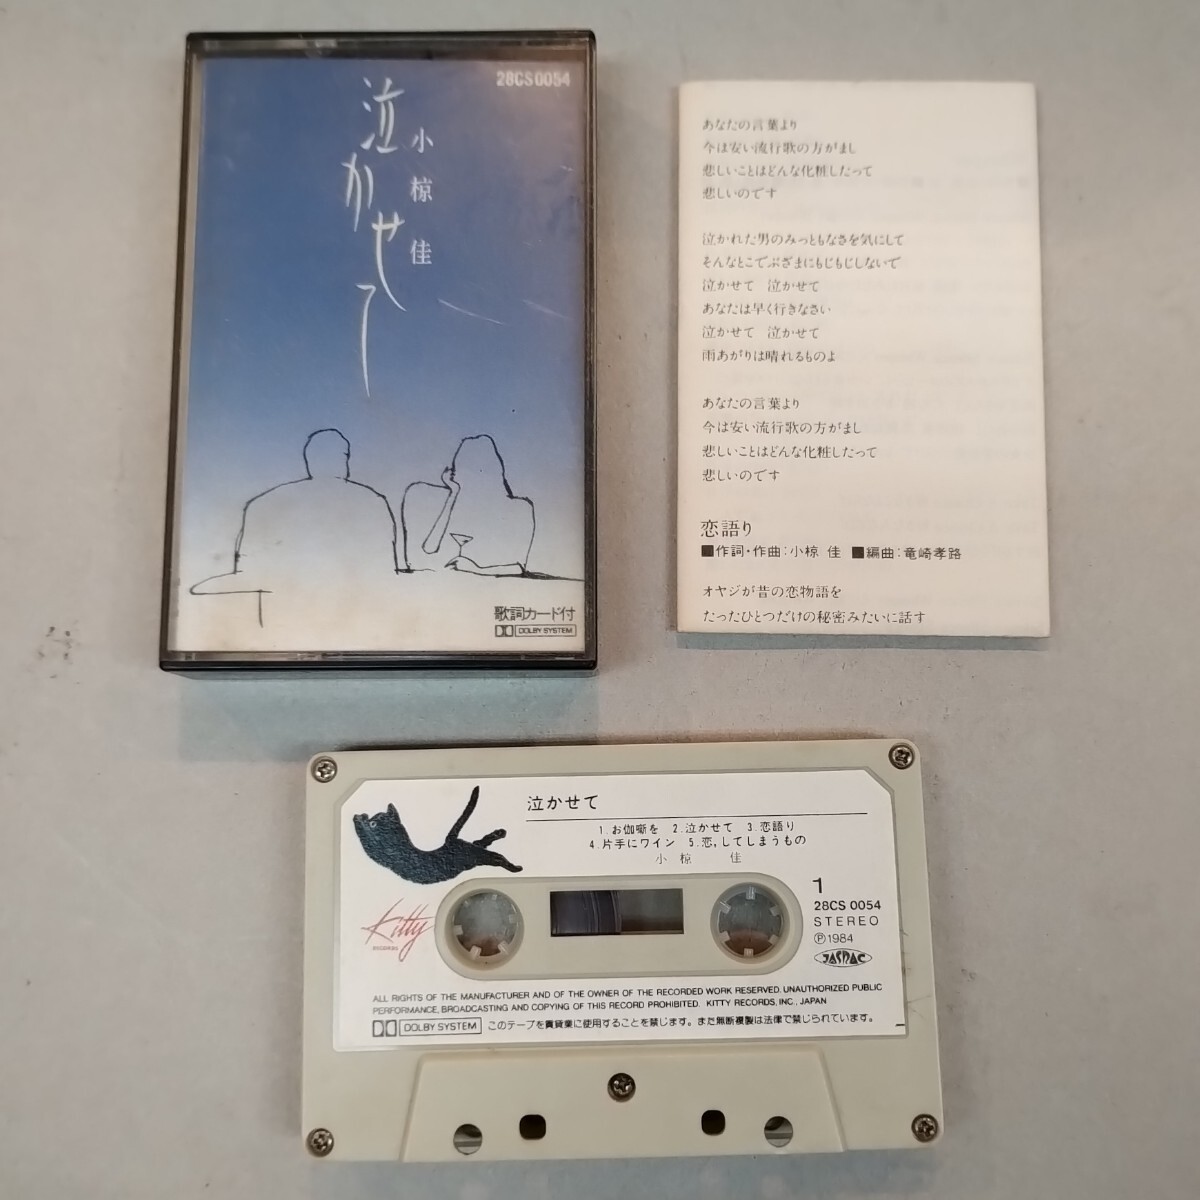 28CS0054
泣かせて
小椋佳
歌詞カード付
DOLBY SYSTEM
あなたの言葉より
今は安い流行歌の方がまし
悲しいことはどんな化粧したって
悲しいのです
泣かれた男のみっともなさを気にして
そんなとこでぶざまにもじもじしないで
泣かせて 泣かせて
あなたは早く行きなさい
泣かせて 泣かせて
雨あがりは晴れるものよ
あなたの言葉より
今は安い流行歌の方がまし
悲しいことはどんな化粧したって
悲しいのです
恋語り
■作詞・作曲:小椋 佳 ■編曲:竜崎孝路
オヤジが昔の恋物語を
たったひとつだけの秘密みたいに話す
泣かせて
1.お伽噺を 2.泣かせて 3.恋語り
4.片手にワイン 5.恋,してしまうもの
小椋 佳
Kitty
RECORDS
1
28CS 0054
STEREO
Ⓟ1984
JASRAC
ALL RIGHTS OF THE MANUFACTURER AND OF THE OWNER OF THE RECORDED WORK RESERVED. UNAUTHORIZED PUBLIC
PERFORMANCE, BROADCASTING AND COPYING OF THIS RECORD PROHIBITED. KITTY RECORDS, INC., JAPAN
DOLBY SYSTEM このテープを賃貸業に使用することを禁じます。また無断複製は法律で禁じられています。